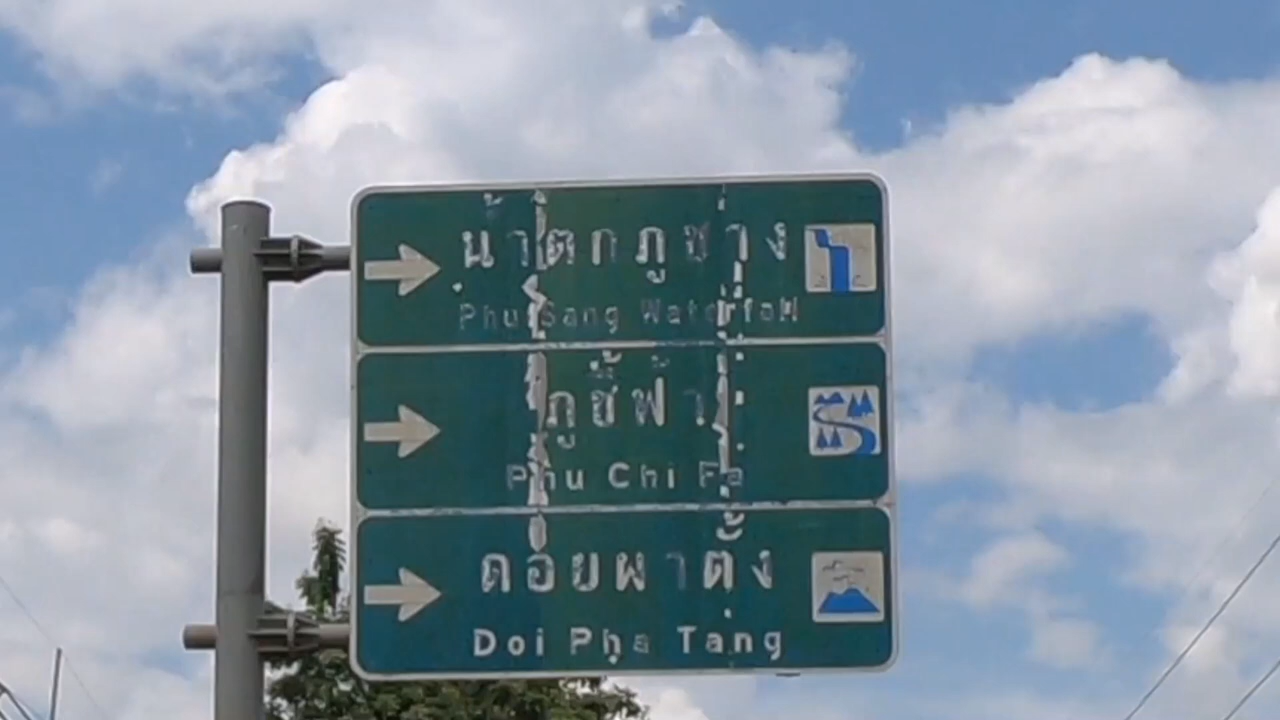 น้ำตกภูซาง
Phu Sang Waterfall
ภูชี้ฟ้า
Phu Chi Fa
ดอยผาตั้ง
Doi Pha Tang